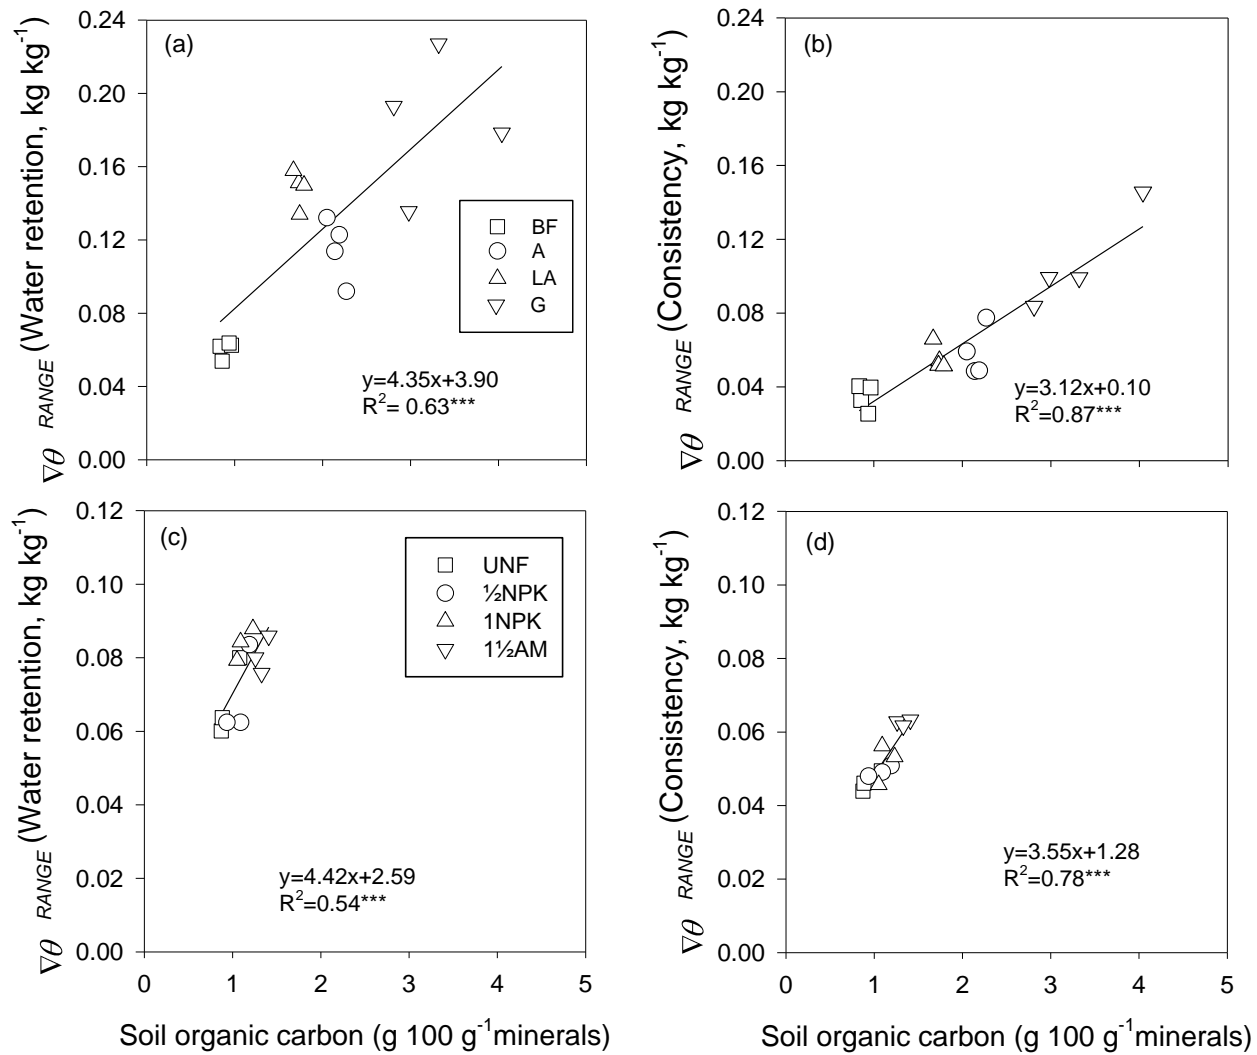 (a)
∇θ RANGE (Water retention, kg kg-1)
0.24
0.20
0.16
0.12
0.08
0.04
0.00
BF
A
LA
G
y=4.35x+3.90
R2= 0.63***
(b)
∇θ RANGE (Consistency, kg kg-1)
0.24
0.20
0.16
0.12
0.08
0.04
0.00
y=3.12x+0.10
R2=0.87***
(c)
∇θ RANGE (Water retention, kg kg-1)
0.12
0.10
0.08
0.06
0.04
0.02
0.00
UNF
½NPK
1NPK
1½AM
y=4.42x+2.59
R2=0.54***
0 1 2 3 4 5
Soil organic carbon (g 100 g-1minerals)
(d)
∇θ RANGE (Consistency, kg kg-1)
0.12
0.10
0.08
0.06
0.04
0.02
0.00
y=3.55x+1.28
R2=0.78***
0 1 2 3 4 5
Soil organic carbon (g 100 g-1minerals)